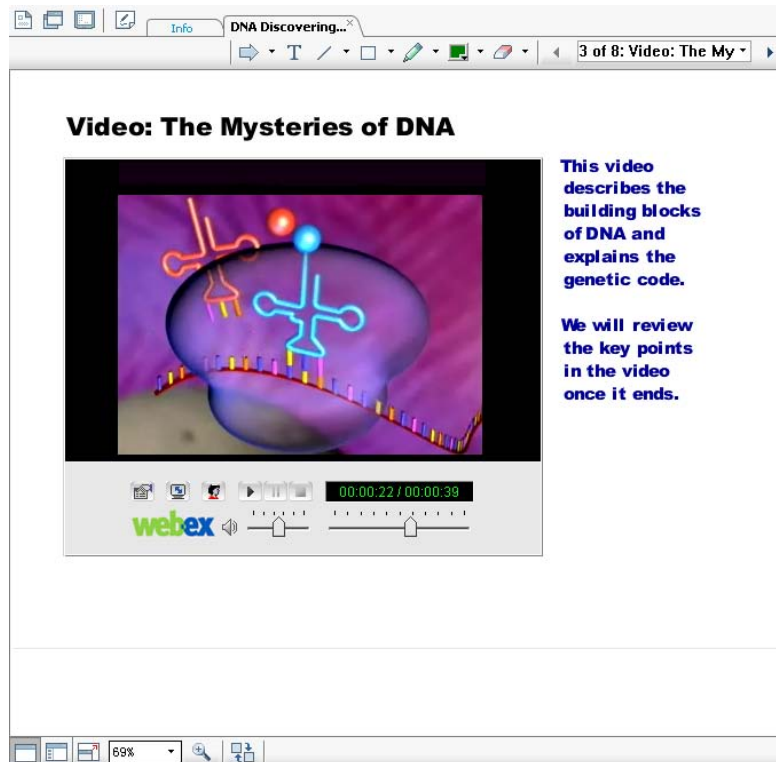 Info
DNA Discovering...
T
3 of 8: Video: The My
Video: The Mysteries of DNA
This video
describes the
building blocks
of DNA and
explains the
genetic code.
We will review
the key points
in the video
once it ends.
00:00:22 / 00:00:39
webex
69%